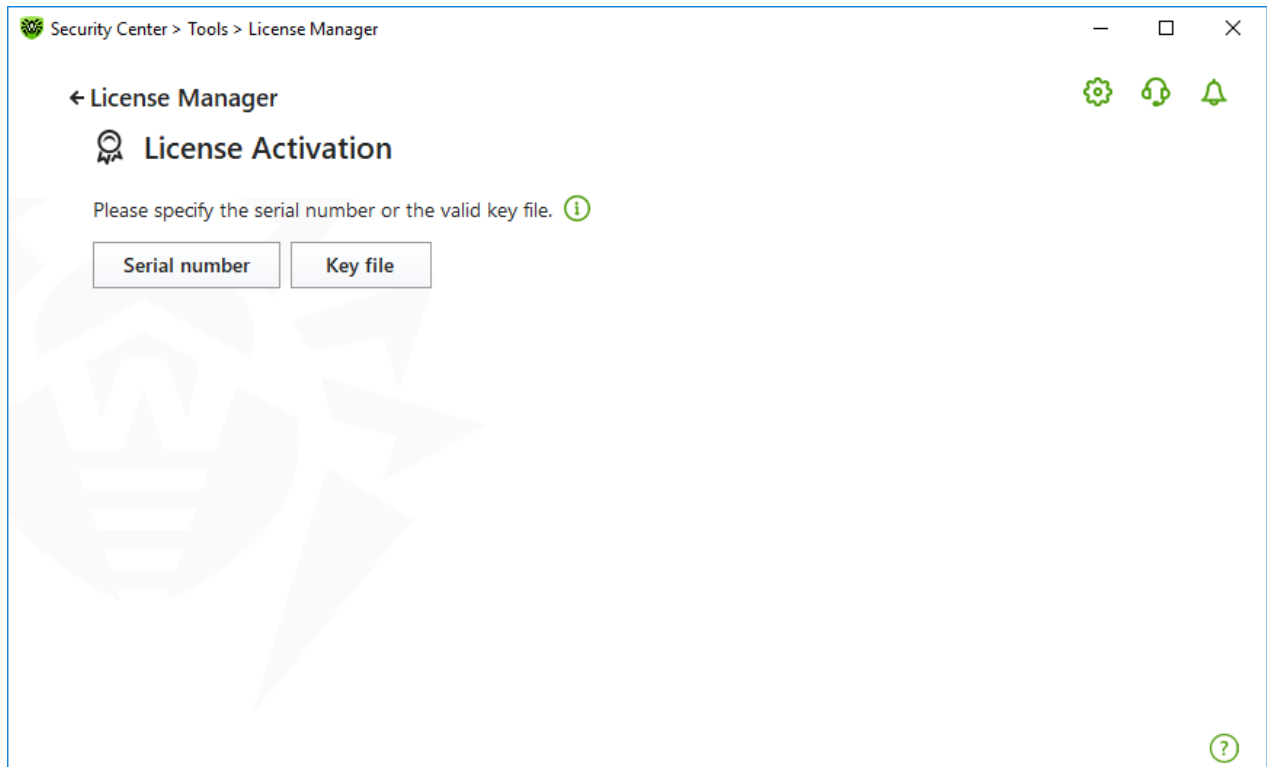 Security Center > Tools > License Manager
License Manager
License Activation
Please specify the serial number or the valid key file.
Serial number Key file